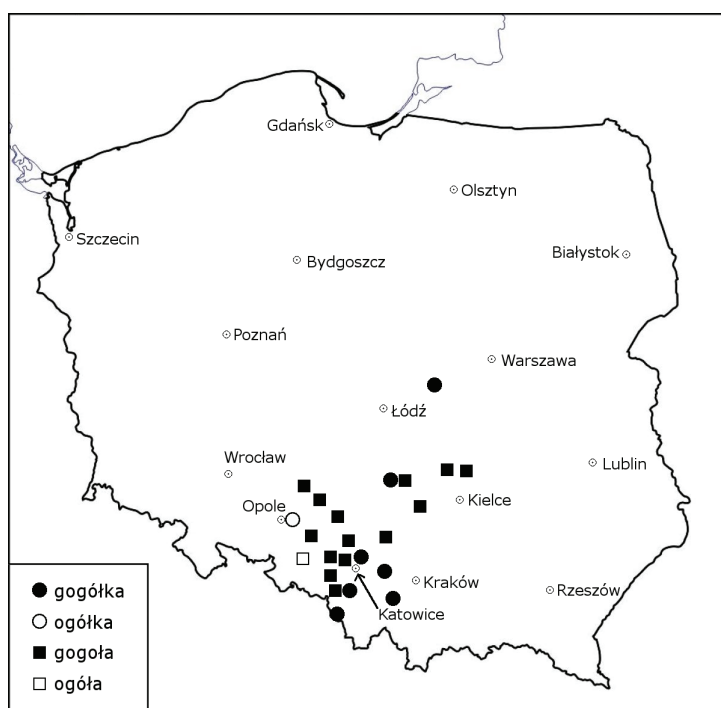 Gdańsk
Olsztyn
Szczecin
Białystok
Bydgoszcz
Poznań
Warszawa
Łódź
Wrocław
Lublin
Opole
Kielce
Kraków
Rzeszów
Katowice
gogółka
ogółka
gogoła
ogóła